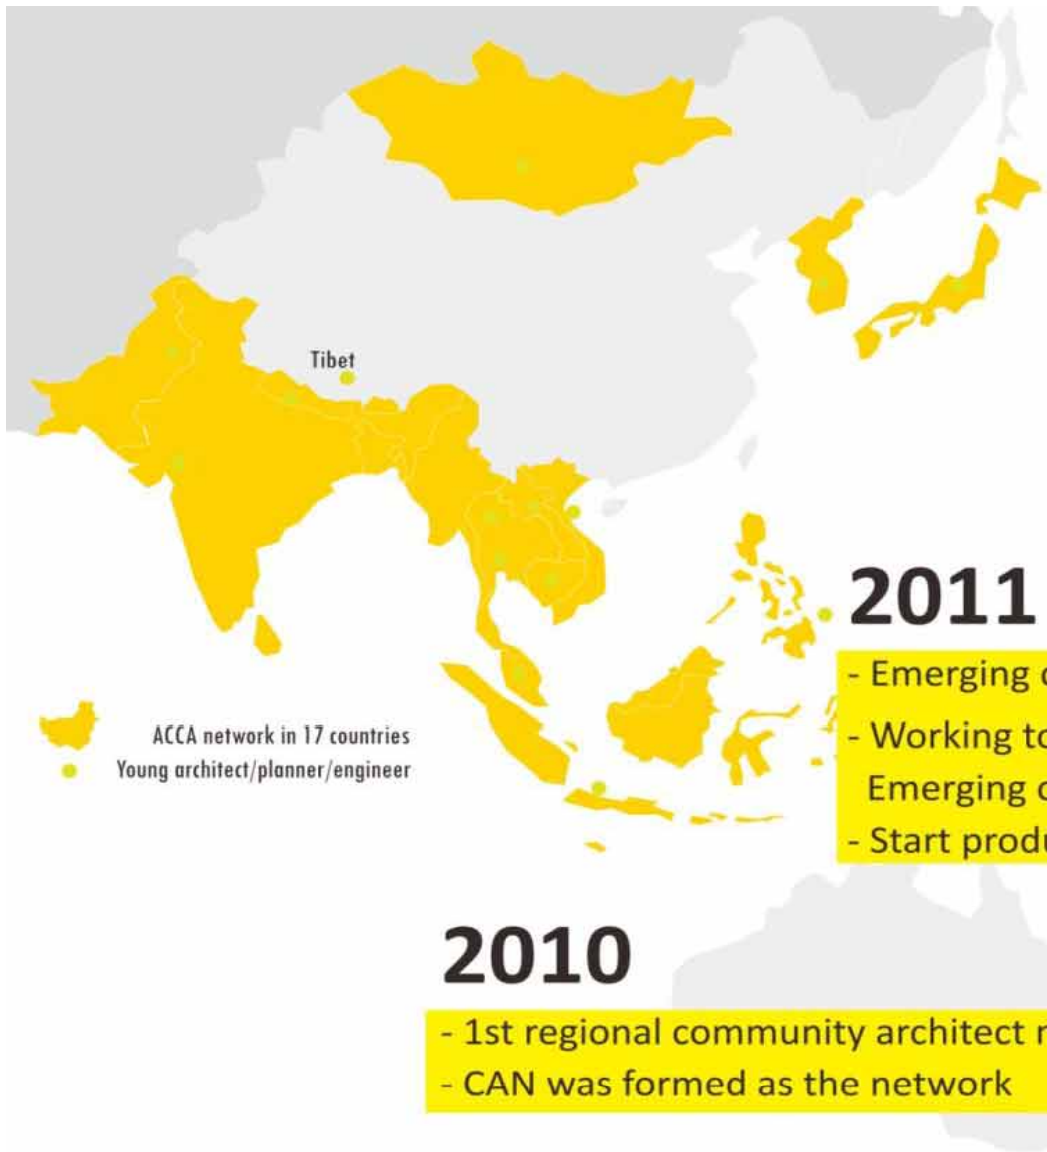 Tibet
2011
- Emerging
- Working to
Emerging
- Start
ACCA network in 17 countries
Young architect/planner/engineer
2010
- 1st regional community architect
- CAN was formed as the network